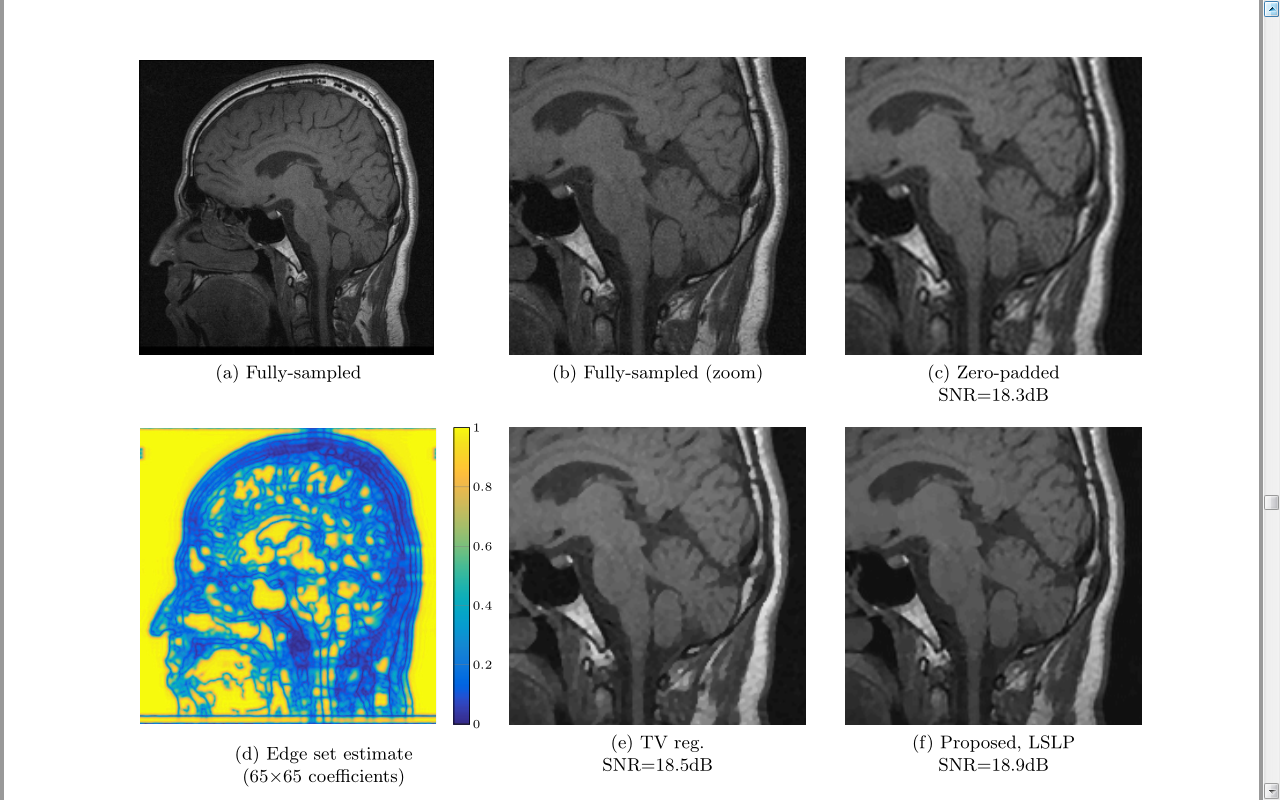 (a) Fully-sampled
(b) Fully-sampled (zoom)
(c) Zero-padded
SNR=18.3dB
1
0.8
0.6
0.4
0.2
0
(d) Edge set estimate
(65×65 coefficients)
(e) TV reg.
SNR=18.5dB
(f) Proposed, LSLP
SNR=18.9dB